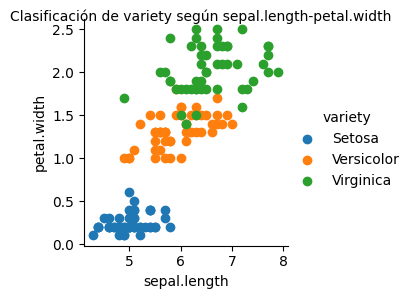 Clasificación de variety según sepal.length-petal.width
2.5
2.0
1.5
1.0
0.5
0.0
petal.width
5
6
7
8
sepal.length
variety
Setosa
Versicolor
Virginica